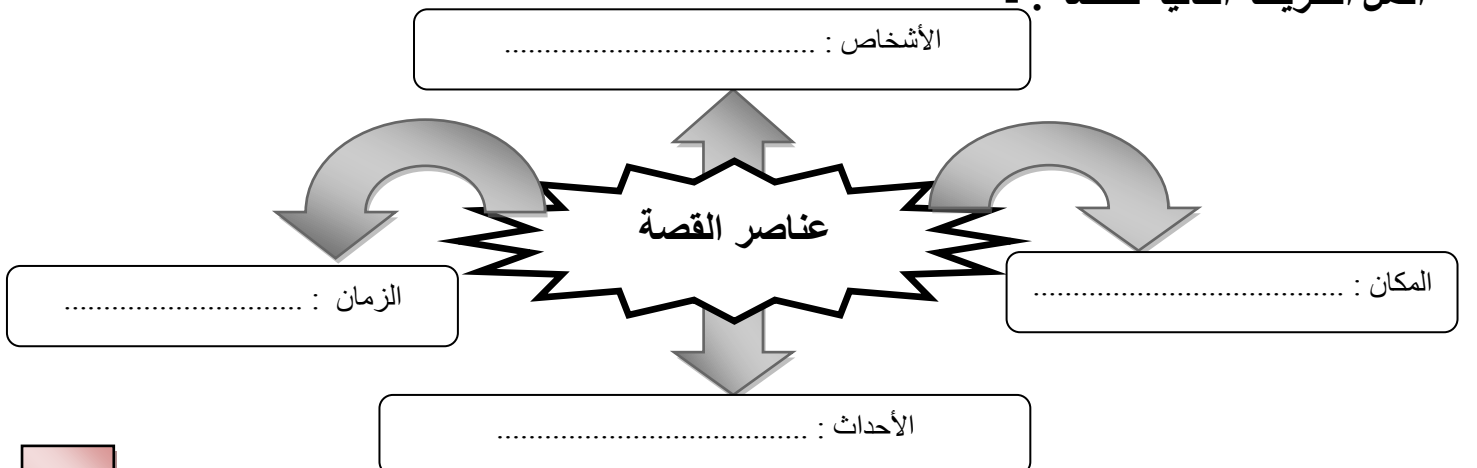 الأشخاص : ......................................
عناصر القصة
المكان : ......................................
الزمان : .............................
الأحداث : ......................................